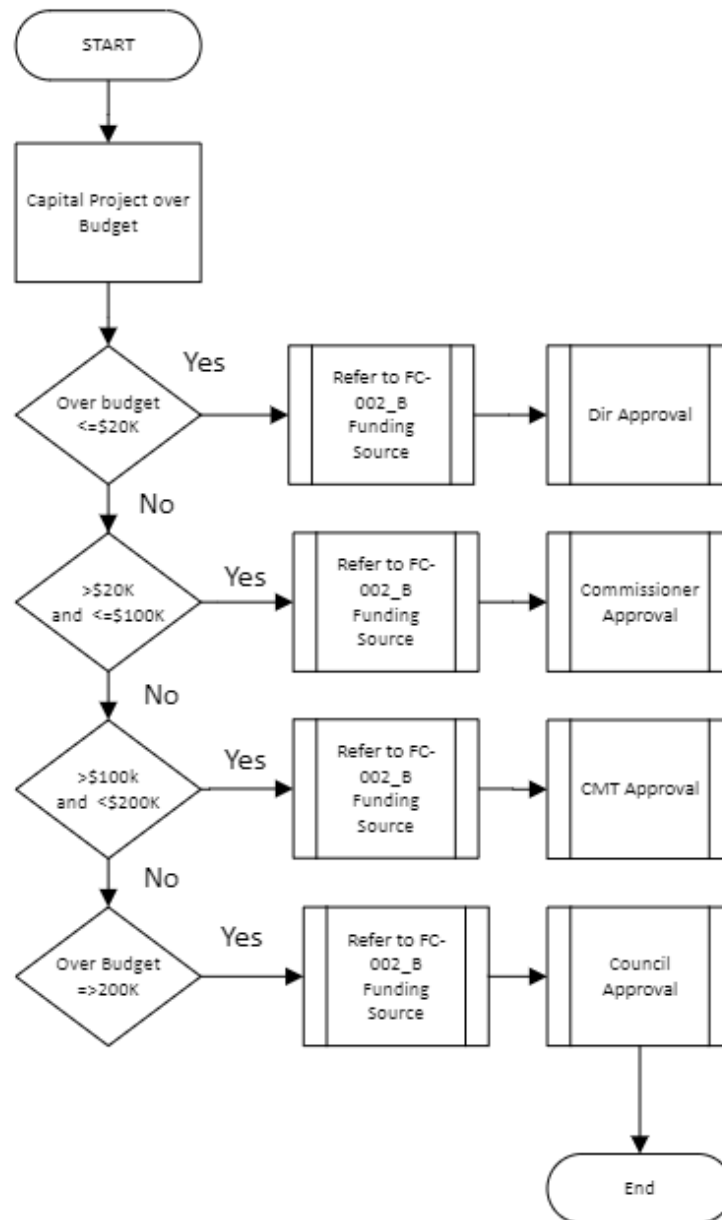 START
Capital Project over
Budget
Over budget
<=$20K
Yes
Refer to FC-
002_B
Funding
Source
Dir Approval
No
>$20K
and <=$100K
Yes
Refer to FC-
002_B
Funding
Source
Commissioner
Approval
No
>$100k
and <$200K
Yes
Refer to FC-
002_B
Funding
Source
CMT Approval
No
Over Budget
=>200K
Yes
Refer to FC-
002_B
Funding
Source
Council
Approval
End